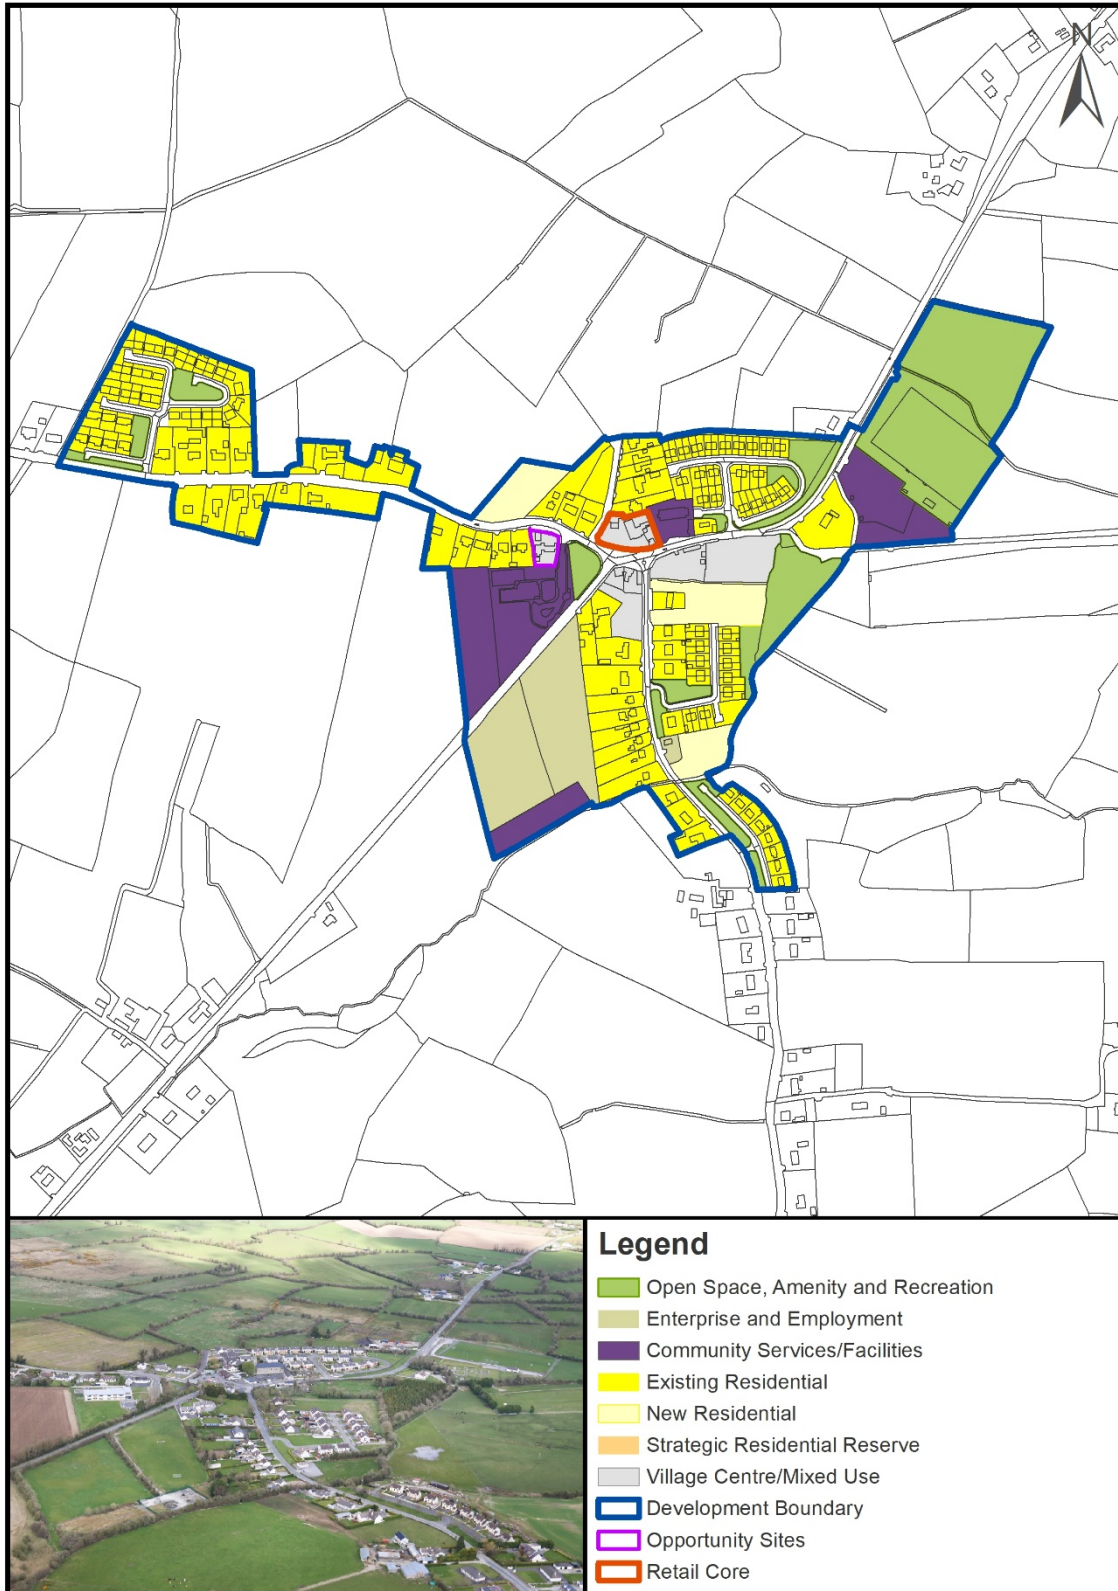 N
Legend
Open Space, Amenity and Recreation
Enterprise and Employment
Community Services/Facilities
Existing Residential
New Residential
Strategic Residential Reserve
Village Centre/Mixed Use
Development Boundary
Opportunity Sites
Retail Core